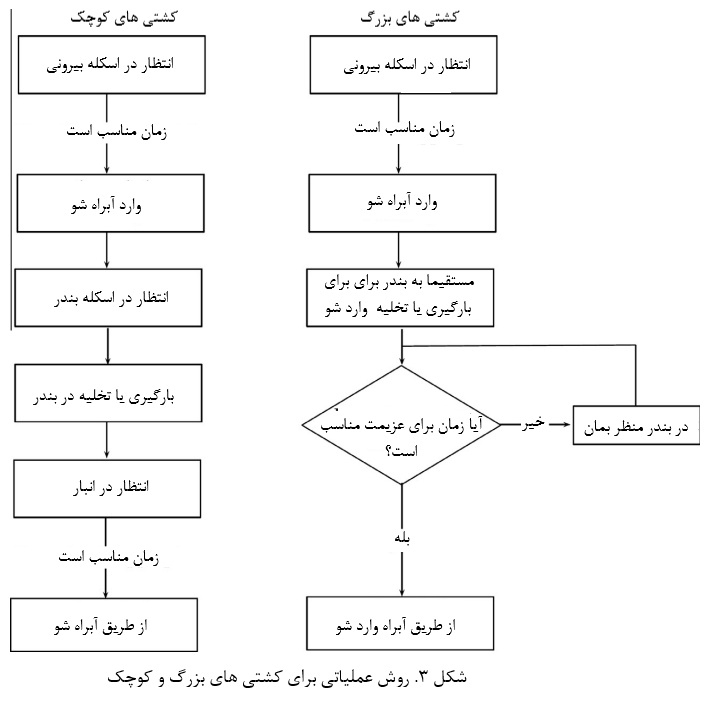 کشتی های بزرگ
انتظار در اسکله بیرونی
زمان مناسب است
وارد آبراه شو
مستقیما به بندر برای برای
بارگیری یا تخلیه وارد شو
آیا زمان برای عزیمت مناسب
است؟
خیر
در بندر منظر بمان
بله
از طریق آبراه وارد شو
کشتی های کوچک
انتظار در اسکله بیرونی
زمان مناسب است
وارد آبراه شو
انتظار در اسکله بندر
بارگیری یا تخلیه در بندر
انتظار در انبار
زمان مناسب است
از طریق آبراه شو
شکل ۳. روش عملیاتی برای کشتی های بزرگ و کوچک